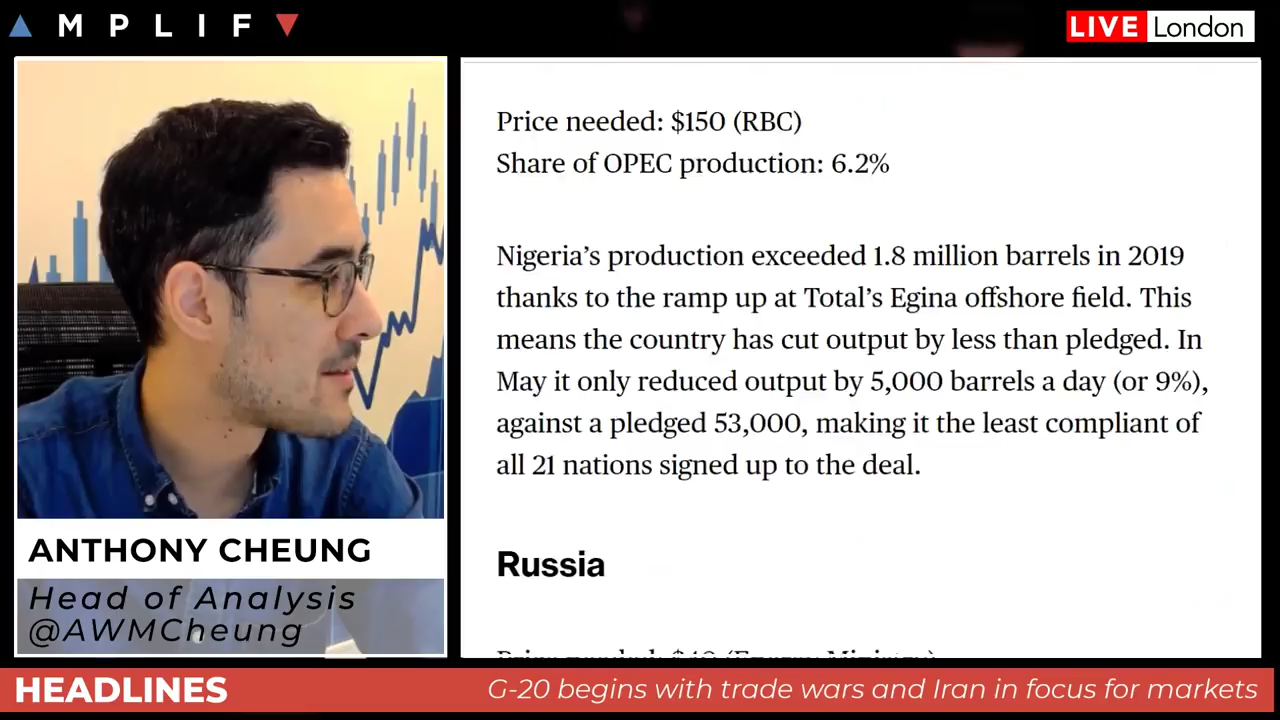 MPLIF
LIVE London
Price needed: $150 (RBC)
Share of OPEC production: 6.2%
Nigeria's production exceeded 1.8 million barrels in 2019
thanks to the ramp up at Total's Egina offshore field. This
means the country has cut output by less than pledged. In
May it only reduced output by 5,000 barrels a day (or 9%),
against a pledged 53,000, making it the least compliant of
all 21 nations signed up to the deal.
Russia
ANTHONY CHEUNG
Head of Analysis
@AWMCheung
HEADLINES
G-20 begins with trade wars and Iran in focus for markets